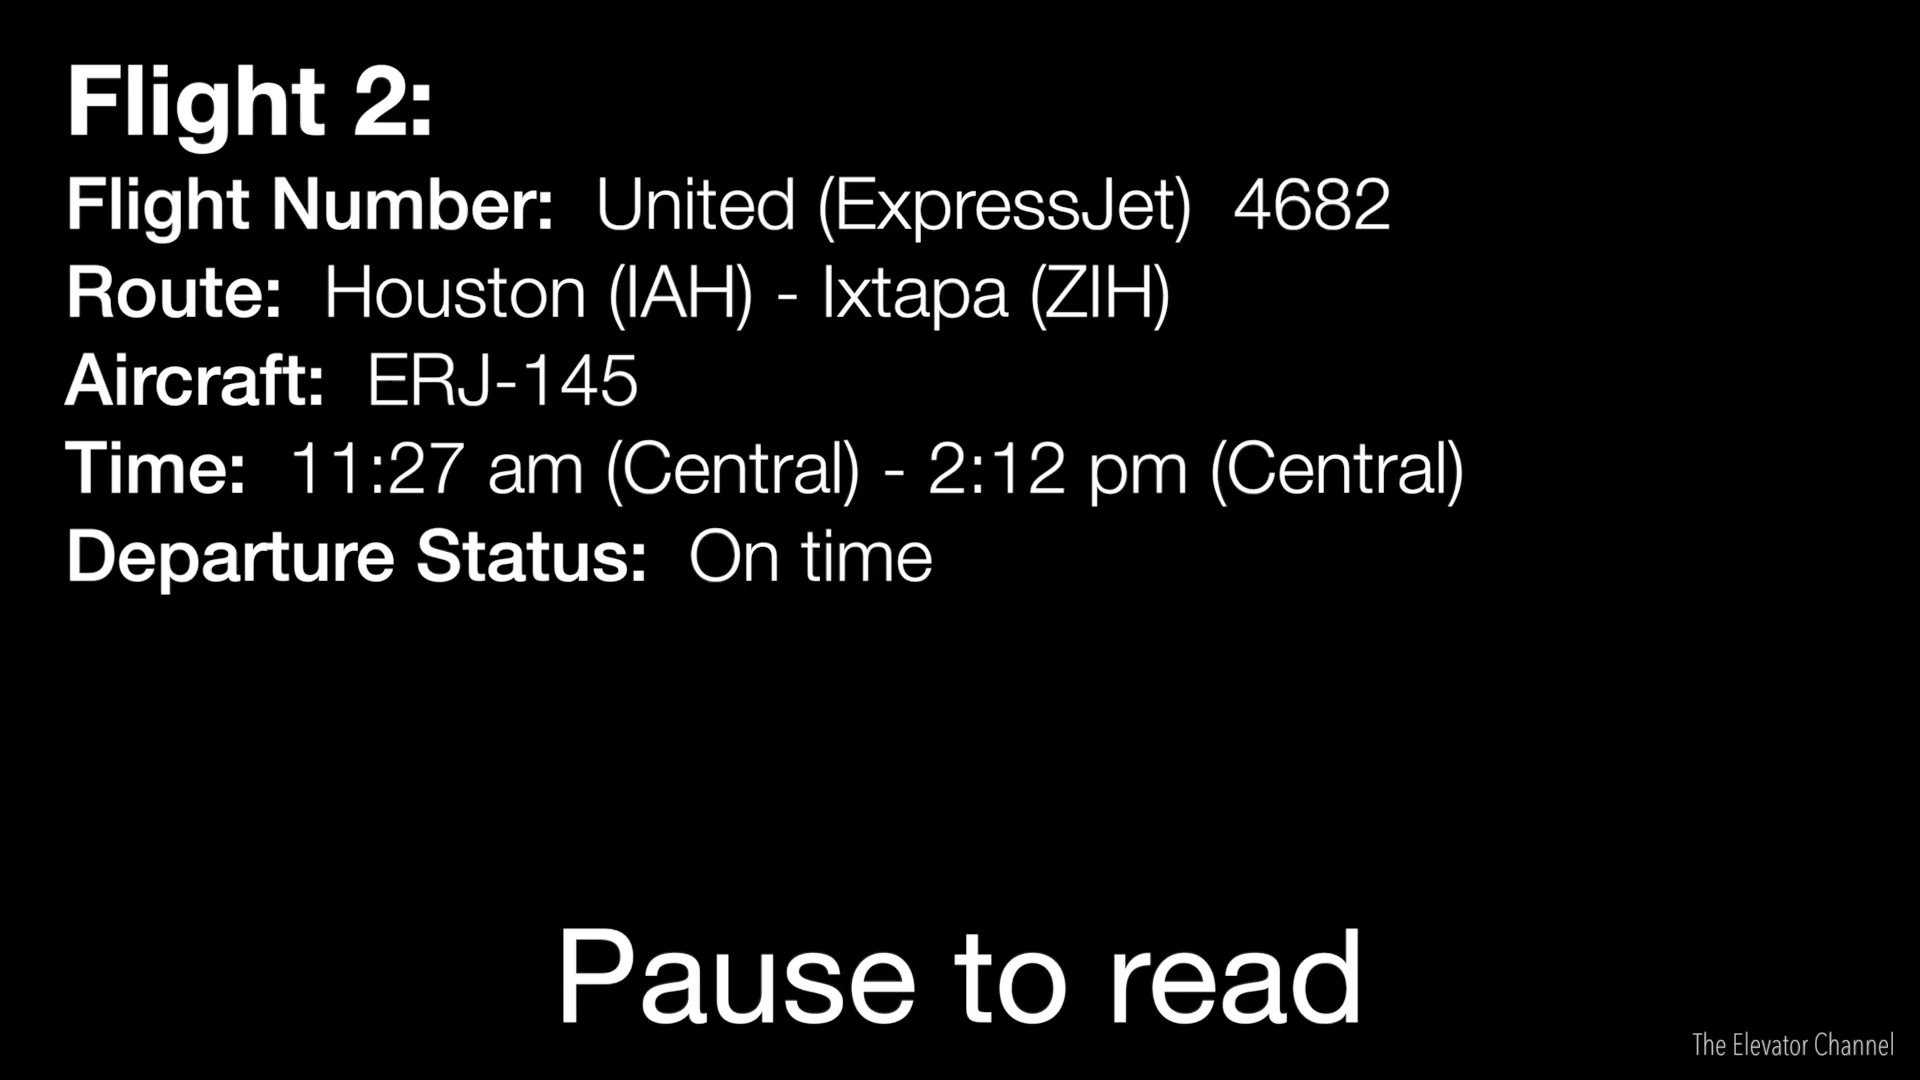 Flight 2:
Flight Number: United (ExpressJet) 4682
Route: Houston (IAH) - Ixtapa (ZIH)
Aircraft: ERJ-145
Time: 11:27 am (Central) - 2:12 pm (Central)
Departure Status: On time
Pause to read
The Elevator Channel